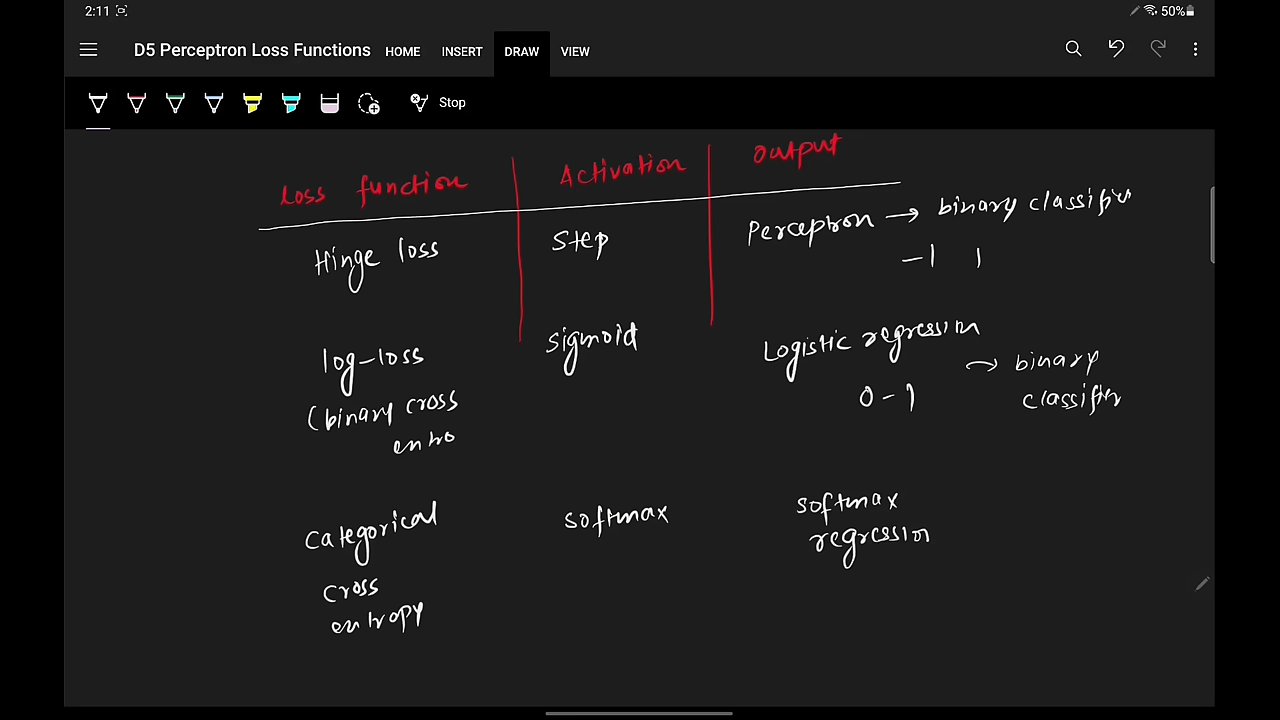 2:11 50%
D5 Perceptron Loss Functions HOME INSERT DRAW VIEW
Stop
Loss function Activation Output
Hinge loss Step Perceptron → binary classifier
-1 1
log-loss sigmoid Logistic regression → binary
(binary cross 0-1 classifier
entro
Categorical softmax softmax
cross regression
entropy